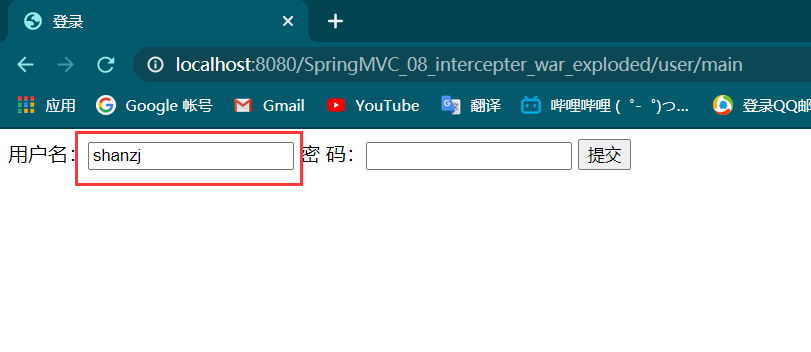 登录
localhost:8080/SpringMVC_08_intercepter_war_exploded/user/main
应用 Google 帐号 Gmail YouTube 翻译 哔哩哔哩 ( ゜- ゜)つ... 登录QQ邮
用户名: shanzj 密 码: 提交